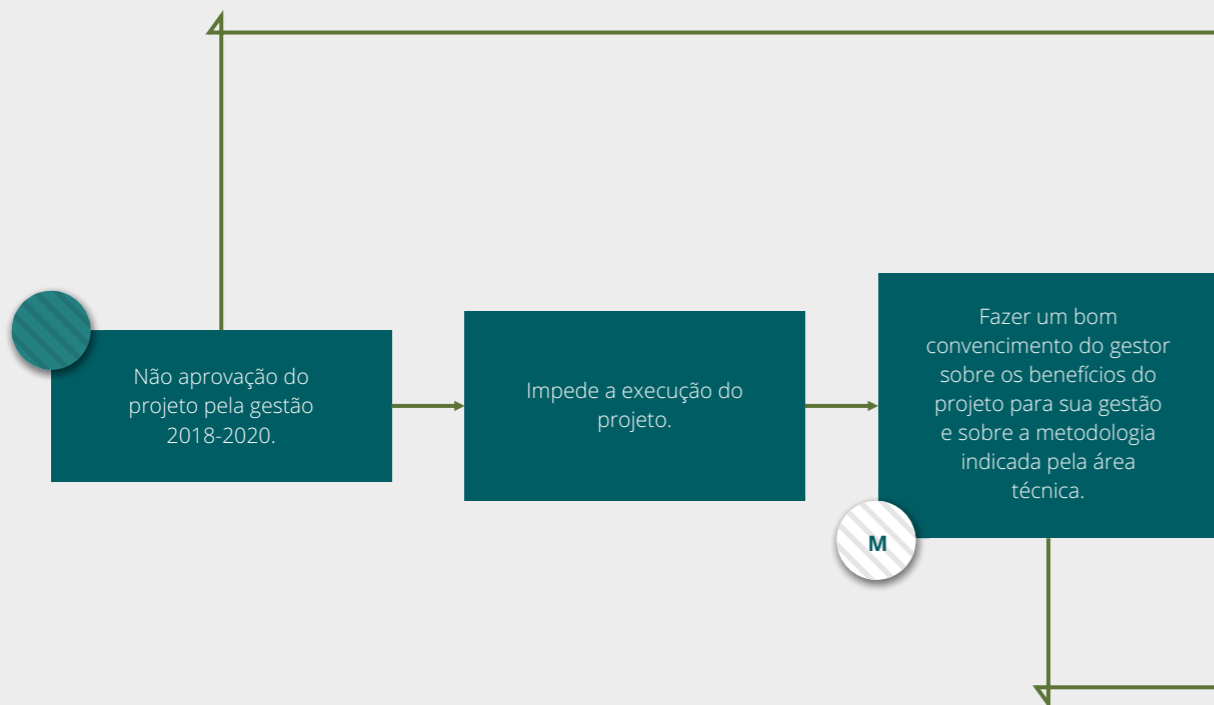 Não aprovação do
projeto pela gestão
2018-2020.
Impede a execução do
projeto.
Fazer um bom
convencimento do gestor
sobre os benefícios do
projeto para sua gestão
e sobre a metodologia
indicada pela área
técnica.
M